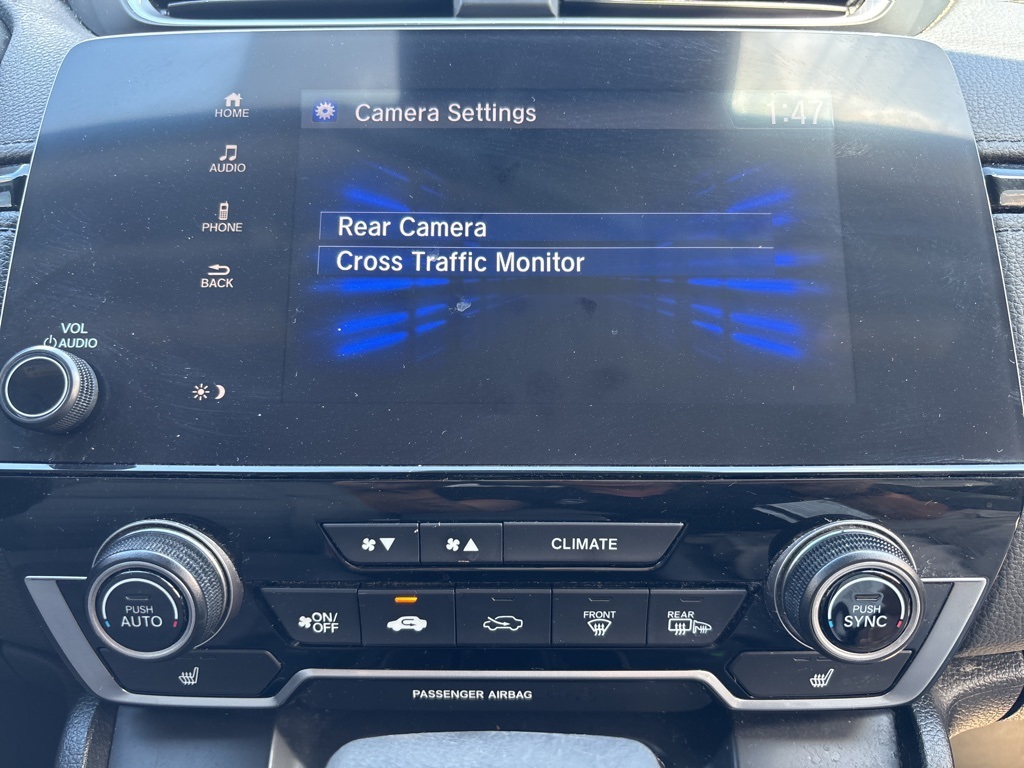 HOME
Camera Settings
1:47
AUDIO
PHONE
Rear Camera
Cross Traffic Monitor
BACK
VOL
AUDIO
CLIMATE
PUSH
AUTO
ON/
OFF
FRONT
REAR
PUSH
SYNC
PASSENGER AIRBAG